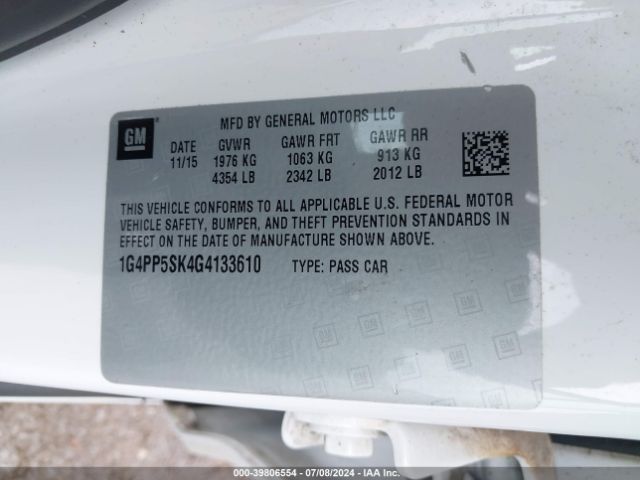 MFD BY GENERAL MOTORS LLC
GM
DATE GVWR GAWR FRT GAWR RR
11/15 1976 KG 1063 KG 913 KG
4354 LB 2342 LB 2012 LB
THIS VEHICLE CONFORMS TO ALL APPLICABLE U.S. FEDERAL MOTOR
VEHICLE SAFETY, BUMPER, AND THEFT PREVENTION STANDARDS IN
EFFECT ON THE DATE OF MANUFACTURE SHOWN ABOVE.
1G4PP5SK4G4133610 TYPE: PASS CAR
000-39806554 | 07/08/2024 | IAA Inc.